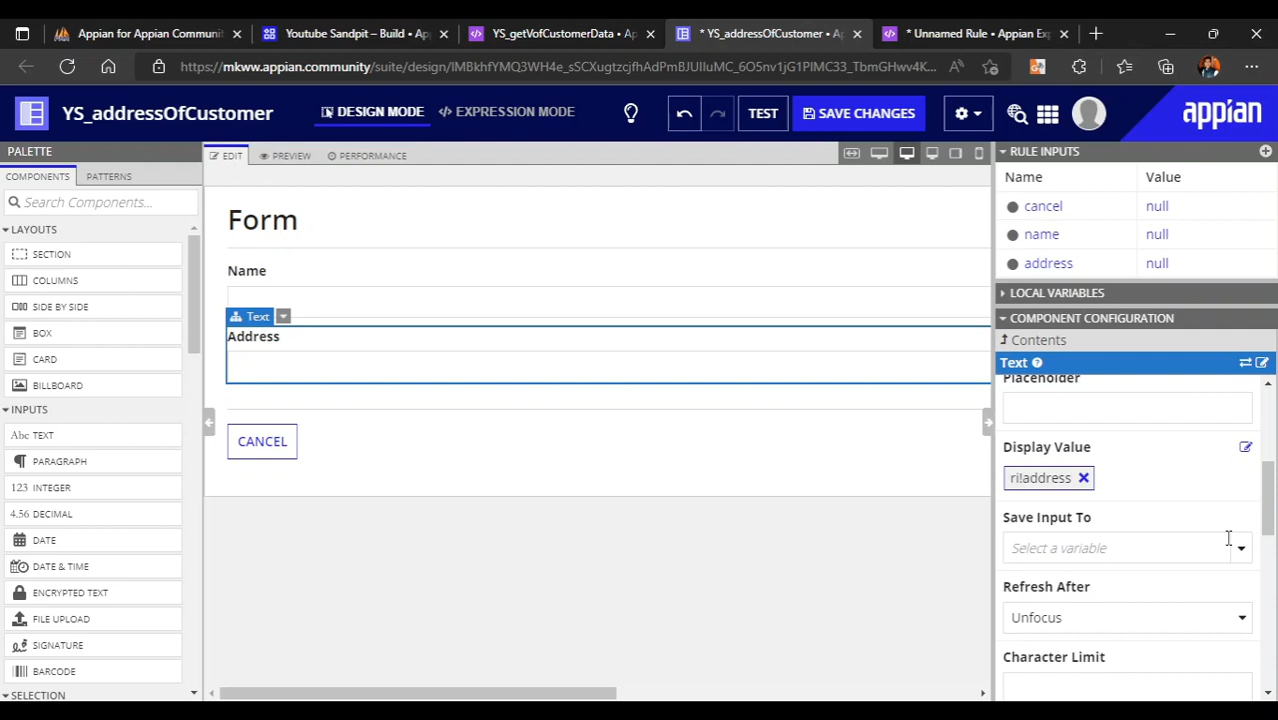 Appian for Appian Communit
Youtube Sandpit – Build • App
YS_getVofCustomerData • Ap
* YS_addressOfCustomer • A
* Unnamed Rule • Appian Exp
https://mkww.appian.community/suite/design/
YS_addressOfCustomer
DESIGN MODE
EXPRESSION MODE
TEST
SAVE CHANGES
appian
PALETTE
COMPONENTS
PATTERNS
Search Components...
LAYOUTS
SECTION
COLUMNS
SIDE BY SIDE
BOX
CARD
BILLBOARD
INPUTS
Abc TEXT
PARAGRAPH
123 INTEGER
4.56 DECIMAL
DATE
DATE & TIME
ENCRYPTED TEXT
FILE UPLOAD
SIGNATURE
BARCODE
SELECTION
EDIT
PREVIEW
PERFORMANCE
Form
Name
Text
Address
CANCEL
RULE INPUTS
Name Value
cancel null
name null
address null
LOCAL VARIABLES
COMPONENT CONFIGURATION
Contents
Text
Placeholder
Display Value
ri!address
Save Input To
Select a variable
Refresh After
Unfocus
Character Limit